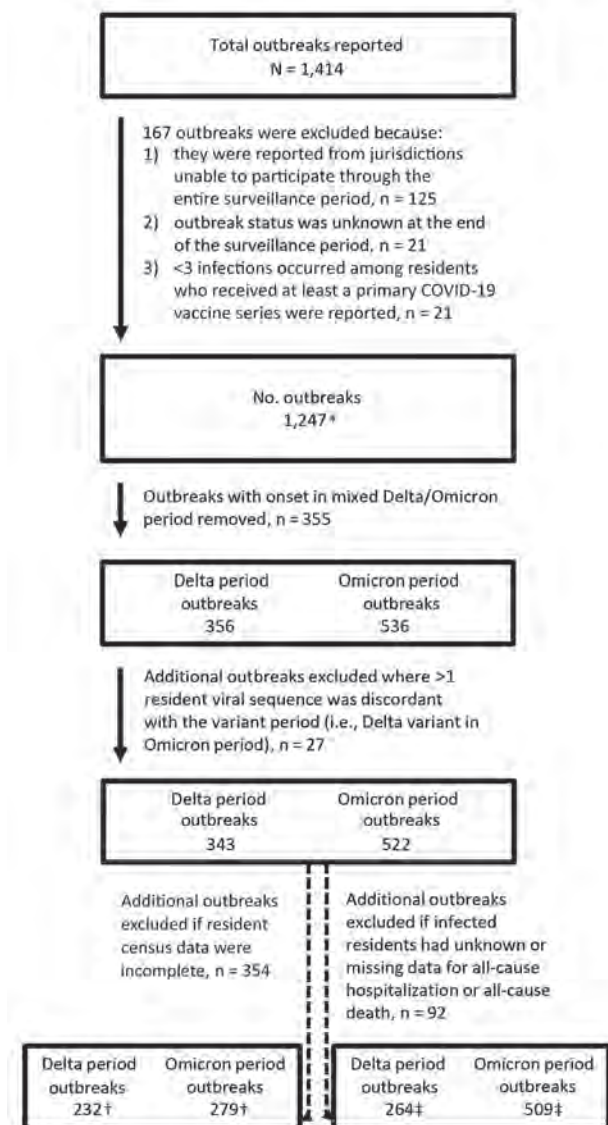 Total outbreaks reported
N = 1,414
167 outbreaks were excluded because:
1) they were reported from jurisdictions
unable to participate through the
entire surveillance period, n = 125
2) outbreak status was unknown at the end
of the surveillance period, n = 21
3) <3 infections occurred among residents
who received at least a primary COVID-19
vaccine series were reported, n = 21
No. outbreaks
1,247*
Outbreaks with onset in mixed Delta/Omicron
period removed, n = 355
Delta period
outbreaks
356
Omicron period
outbreaks
536
Additional outbreaks excluded where >1
resident viral sequence was discordant
with the variant period (i.e., Delta variant in
Omicron period), n = 27
Delta period
outbreaks
343
Omicron period
outbreaks
522
Additional outbreaks
excluded if resident
census data were
incomplete, n = 354
Additional outbreaks
excluded if infected
residents had unknown or
missing data for all-cause
hospitalization or all-cause
death, n = 92
Delta period
outbreaks
232†
Omicron period
outbreaks
279†
Delta period
outbreaks
264‡
Omicron period
outbreaks
509‡